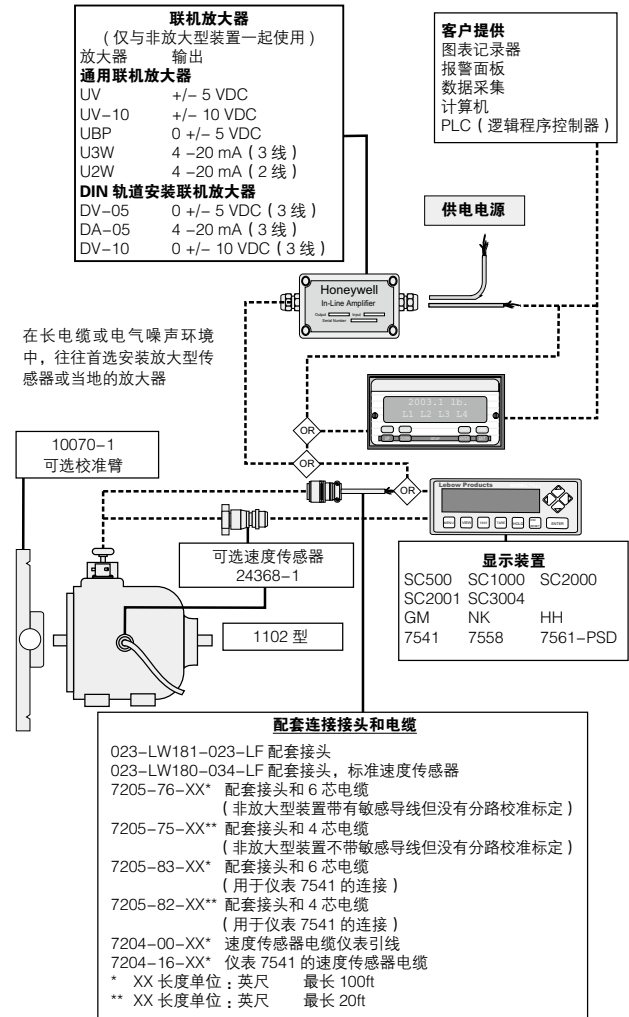 联机放大器
(仅与非放大型装置一起使用)
放大器 输出
通用联机放大器
UV +/– 5 VDC
UV–10 +/– 10 VDC
UBP 0 +/– 5 VDC
U3W 4 –20 mA(3 线)
U2W 4 –20 mA(2 线)
DIN 轨道安装联机放大器
DV–05 0 +/– 5 VDC(3 线)
DA–05 4 –20 mA(3 线)
DV–10 0 +/– 10 VDC(3 线)
客户提供
图表记录器
报警面板
数据采集
计算机
PLC(逻辑程序控制器)
供电电源
Honeywell
In-Line Amplifier
Output Input
Serial Number
在长电缆或电气噪声环境
中，往往首选安装放大型传
感器或当地的放大器
2003.1 lb.
L1 L2 L3 L4
OR
OR
OR
10070–1
可选校准臂
Lebow Products
MENU VIEW TARE HOLD ENTER
可选速度传感器
24368–1
1102 型
显示装置
SC500 SC1000 SC2000
SC2001 SC3004
GM NK HH
7541 7558 7561–PSD
配套连接接头和电缆
023–LW181–023–LF 配套接头
023–LW180–034–LF 配套接头，标准速度传感器
7205–76–XX* 配套接头和 6 芯电缆
(非放大型装置带有敏感导线但没有分路校准标定)
7205–75–XX** 配套接头和 4 芯电缆
(非放大型装置不带敏感导线但没有分路校准标定)
7205–83–XX* 配套接头和 6 芯电缆
(用于仪表 7541 的连接)
7205–82–XX** 配套接头和 4 芯电缆
(用于仪表 7541 的连接)
7204–00–XX* 速度传感器电缆仪表引线
7204–16–XX* 仪表 7541 的速度传感器电缆
* XX 长度单位：英尺 最长 100ft
** XX 长度单位：英尺 最长 20ft